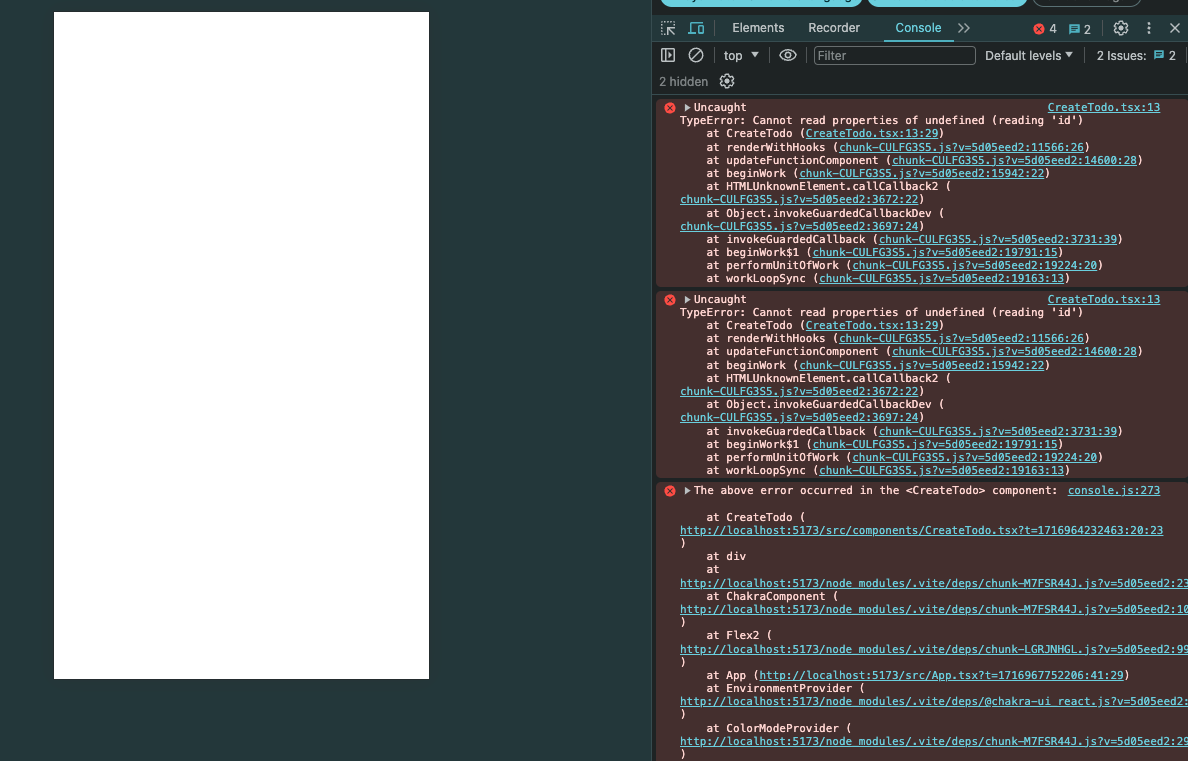 Elements Recorder Console 4 2
top Filter Default levels 2 Issues: 2
2 hidden
Uncaught CreateTodo.tsx:13
TypeError: Cannot read properties of undefined (reading 'id')
at CreateTodo (CreateTodo.tsx:13:29)
at renderWithHooks (chunk-CULFG3S5.js?v=5d05eed2:11566:26)
at updateFunctionComponent (chunk-CULFG3S5.js?v=5d05eed2:14600:28)
at beginWork (chunk-CULFG3S5.js?v=5d05eed2:15942:22)
at HTMLUnknownElement.callCallback2 (
chunk-CULFG3S5.js?v=5d05eed2:3672:22)
at Object.invokeGuardedCallbackDev (
chunk-CULFG3S5.js?v=5d05eed2:3697:24)
at invokeGuardedCallback (chunk-CULFG3S5.js?v=5d05eed2:3731:39)
at beginWork$1 (chunk-CULFG3S5.js?v=5d05eed2:19791:15)
at performUnitOfWork (chunk-CULFG3S5.js?v=5d05eed2:19224:20)
at workLoopSync (chunk-CULFG3S5.js?v=5d05eed2:19163:13)
Uncaught CreateTodo.tsx:13
TypeError: Cannot read properties of undefined (reading 'id')
at CreateTodo (CreateTodo.tsx:13:29)
at renderWithHooks (chunk-CULFG3S5.js?v=5d05eed2:11566:26)
at updateFunctionComponent (chunk-CULFG3S5.js?v=5d05eed2:14600:28)
at beginWork (chunk-CULFG3S5.js?v=5d05eed2:15942:22)
at HTMLUnknownElement.callCallback2 (
chunk-CULFG3S5.js?v=5d05eed2:3672:22)
at Object.invokeGuardedCallbackDev (
chunk-CULFG3S5.js?v=5d05eed2:3697:24)
at invokeGuardedCallback (chunk-CULFG3S5.js?v=5d05eed2:3731:39)
at beginWork$1 (chunk-CULFG3S5.js?v=5d05eed2:19791:15)
at performUnitOfWork (chunk-CULFG3S5.js?v=5d05eed2:19224:20)
at workLoopSync (chunk-CULFG3S5.js?v=5d05eed2:19163:13)
The above error occurred in the <CreateTodo> component: console.js:273
at CreateTodo (
http://localhost:5173/src/components/CreateTodo.tsx?t=1716964232463:20:23
)
at div
at
http://localhost:5173/node_modules/.vite/deps/chunk-M7FSR44J.js?v=5d05eed2:23
at ChakraComponent (
http://localhost:5173/node_modules/.vite/deps/chunk-M7FSR44J.js?v=5d05eed2:10
)
at Flex2 (
http://localhost:5173/node_modules/.vite/deps/chunk-LGRJNHGL.js?v=5d05eed2:99
)
at App (http://localhost:5173/src/App.tsx?t=1716967752206:41:29)
at EnvironmentProvider (
http://localhost:5173/node_modules/.vite/deps/@chakra-ui_react.js?v=5d05eed2:
)
at ColorModeProvider (
http://localhost:5173/node_modules/.vite/deps/chunk-M7FSR44J.js?v=5d05eed2:29
)